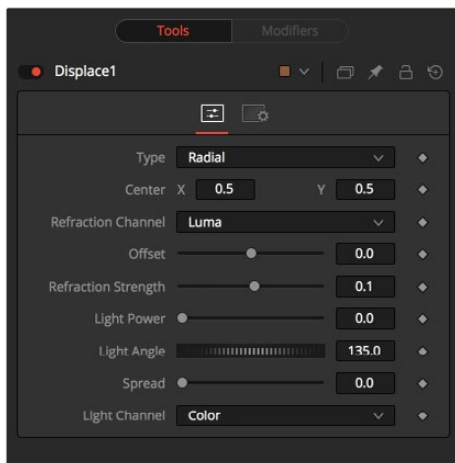 Tools Modifiers
Displace1
Type Radial
Center X 0.5 Y 0.5
Refraction Channel Luma
Offset 0.0
Refraction Strength 0.1
Light Power 0.0
Light Angle 135.0
Spread 0.0
Light Channel Color